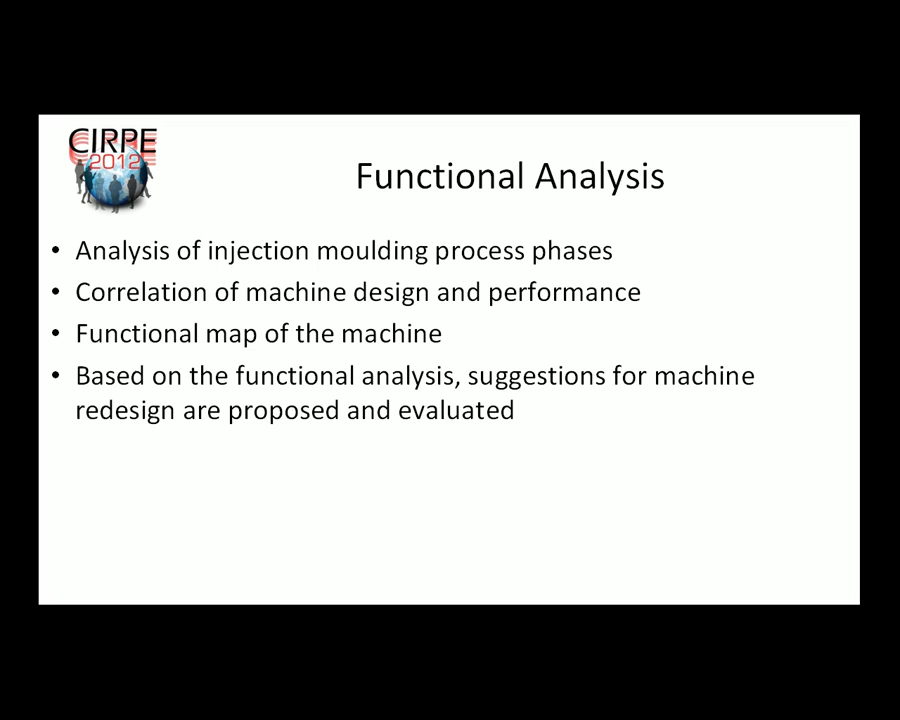 CIRPE
2012
Functional Analysis
• Analysis of injection moulding process phases
• Correlation of machine design and performance
• Functional map of the machine
• Based on the functional analysis, suggestions for machine
redesign are proposed and evaluated